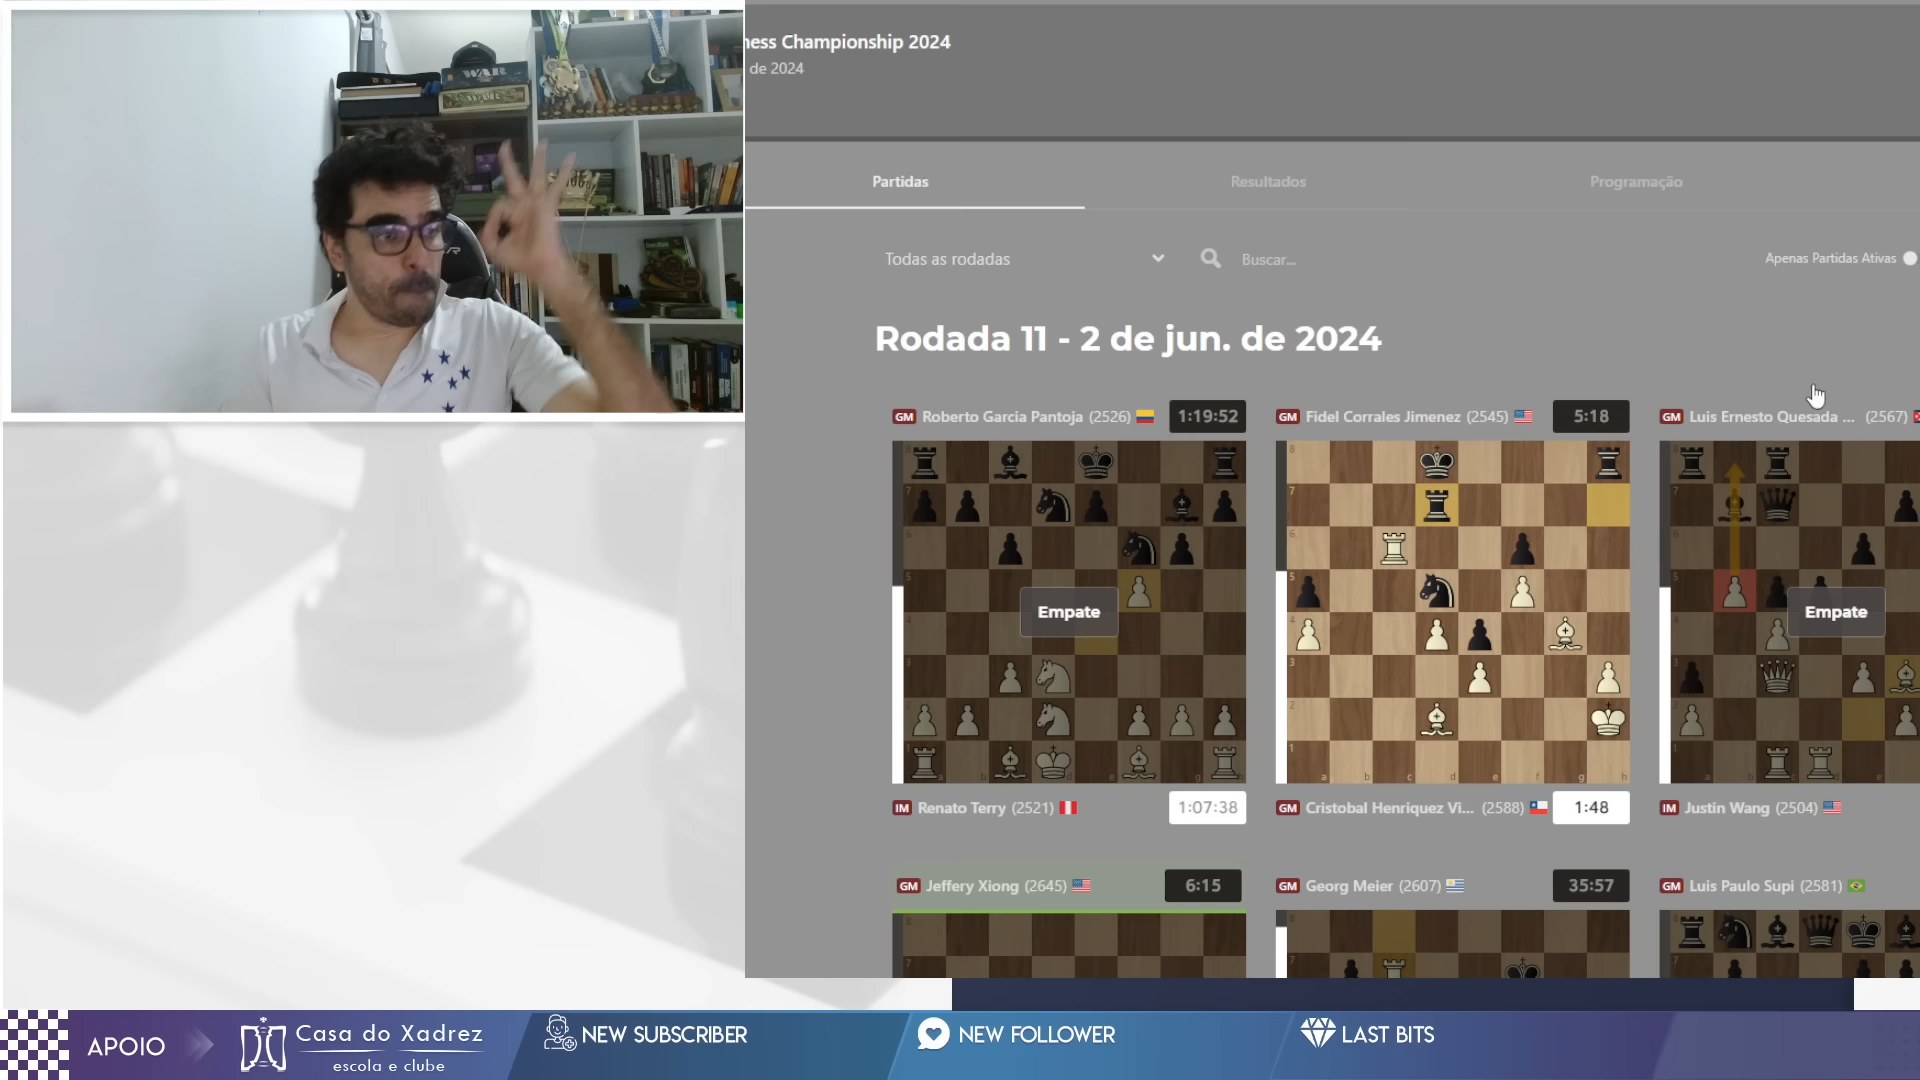 WAR
ness Championship 2024
de 2024
Partidas
Resultados
Programação
Todas as rodadas
Buscar...
Apenas Partidas Ativas
Rodada 11 - 2 de jun. de 2024
GM Roberto Garcia Pantoja (2526) 1:19:52
GM Fidel Corrales Jimenez (2545) 5:18
GM Luis Ernesto Quesada ... (2567)
Empate
Empate
IM Renato Terry (2521) 1:07:38
GM Cristobal Henriquez Vi... (2588) 1:48
IM Justin Wang (2504)
GM Jeffery Xiong (2645) 6:15
GM Georg Meier (2607) 35:57
GM Luis Paulo Supi (2581)
APOIO
Casa do Xadrez
escola e clube
NEW SUBSCRIBER
NEW FOLLOWER
LAST BITS